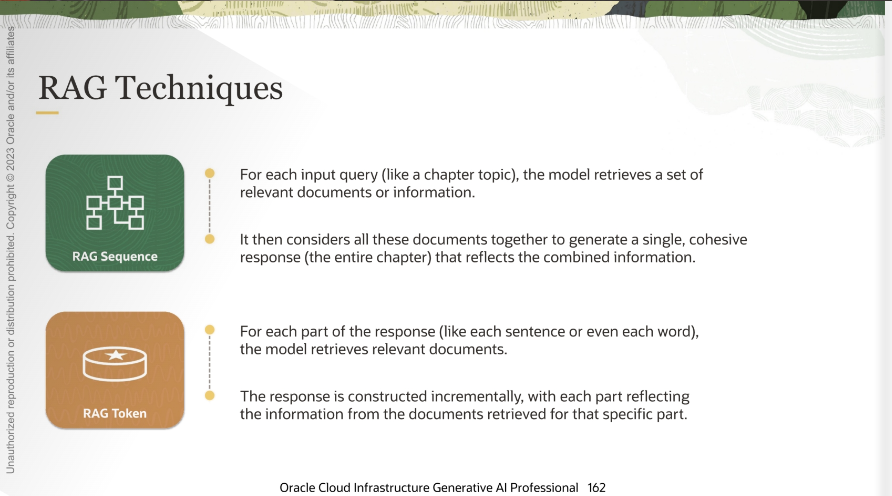 Unauthorized reproduction or distribution prohibited. Copyright © 2023 Oracle and/or its affiliates
RAG Techniques
RAG Sequence
For each input query (like a chapter topic), the model retrieves a set of
relevant documents or information.
It then considers all these documents together to generate a single, cohesive
response (the entire chapter) that reflects the combined information.
RAG Token
For each part of the response (like each sentence or even each word),
the model retrieves relevant documents.
The response is constructed incrementally, with each part reflecting
the information from the documents retrieved for that specific part.
Oracle Cloud Infrastructure Generative AI Professional 162